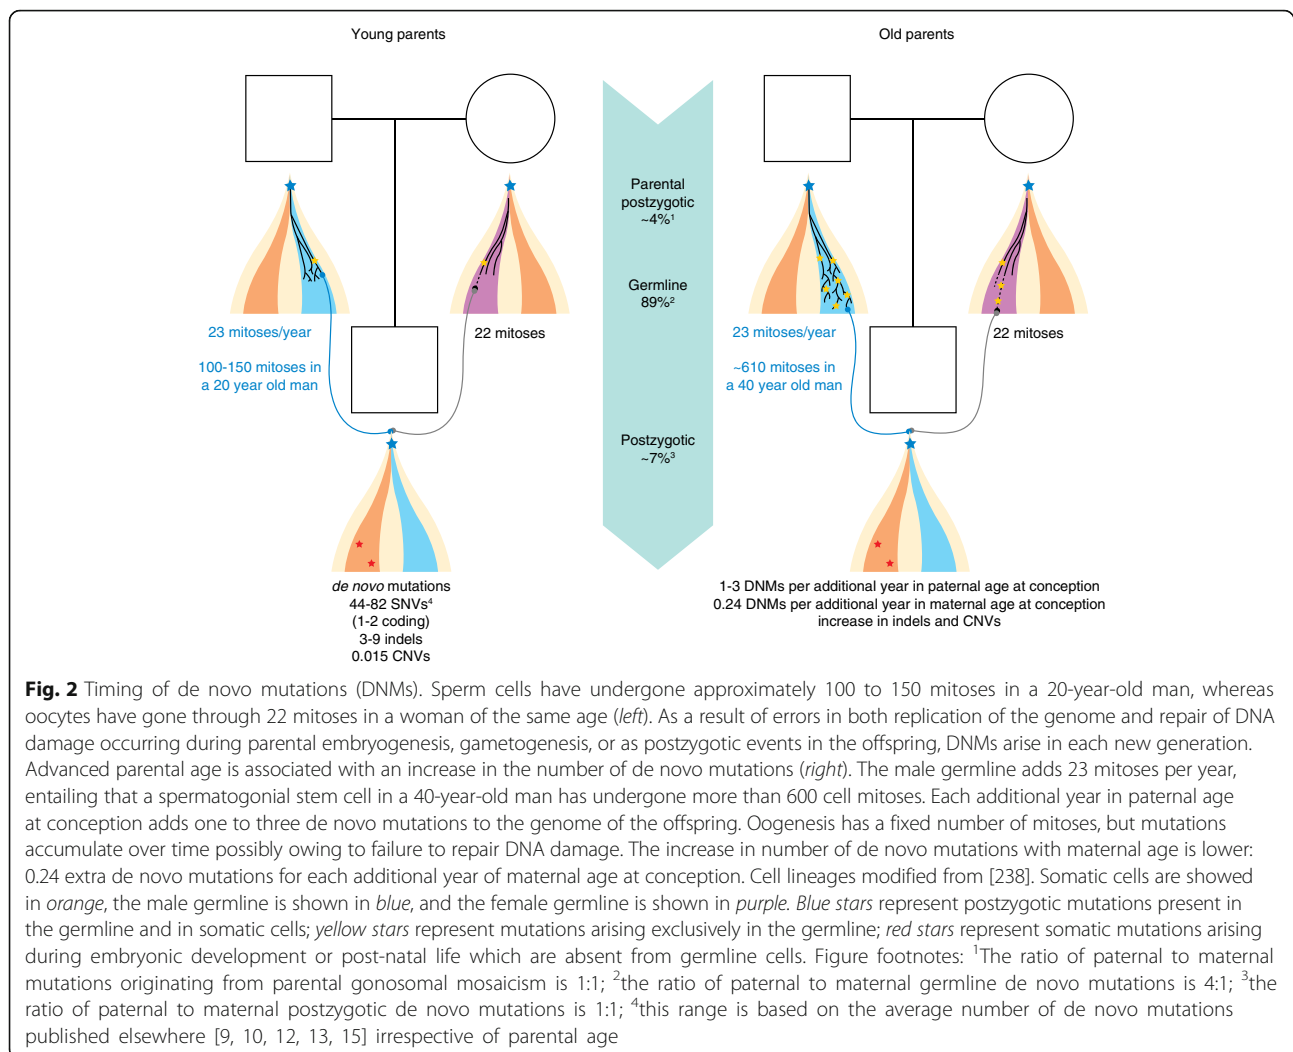 Young parents
Old parents
Parental
postzygotic
~4%¹
Germline
89%²
23 mitoses/year
22 mitoses
23 mitoses/year
22 mitoses
100-150 mitoses in
a 20 year old man
~610 mitoses in
a 40 year old man
Postzygotic
~7%³
de novo mutations
44-82 SNVs⁴
(1-2 coding)
3-9 indels
0.015 CNVs
1-3 DNMs per additional year in paternal age at conception
0.24 DNMs per additional year in maternal age at conception
increase in indels and CNVs
Fig. 2 Timing of de novo mutations (DNMs). Sperm cells have undergone approximately 100 to 150 mitoses in a 20-year-old man, whereas
oocytes have gone through 22 mitoses in a woman of the same age (left). As a result of errors in both replication of the genome and repair of DNA
damage occurring during parental embryogenesis, gametogenesis, or as postzygotic events in the offspring, DNMs arise in each new generation.
Advanced parental age is associated with an increase in the number of de novo mutations (right). The male germline adds 23 mitoses per year,
entailing that a spermatogonial stem cell in a 40-year-old man has undergone more than 600 cell mitoses. Each additional year in paternal age
at conception adds one to three de novo mutations to the genome of the offspring. Oogenesis has a fixed number of mitoses, but mutations
accumulate over time possibly owing to failure to repair DNA damage. The increase in number of de novo mutations with maternal age is lower:
0.24 extra de novo mutations for each additional year of maternal age at conception. Cell lineages modified from [238]. Somatic cells are showed
in orange, the male germline is shown in blue, and the female germline is shown in purple. Blue stars represent postzygotic mutations present in
the germline and in somatic cells; yellow stars represent mutations arising exclusively in the germline; red stars represent somatic mutations arising
during embryonic development or post-natal life which are absent from germline cells. Figure footnotes: ¹The ratio of paternal to maternal
mutations originating from parental gonosomal mosaicism is 1:1; ²the ratio of paternal to maternal germline de novo mutations is 4:1; ³the
ratio of paternal to maternal postzygotic de novo mutations is 1:1; ⁴this range is based on the average number of de novo mutations
published elsewhere [9, 10, 12, 13, 15] irrespective of parental age